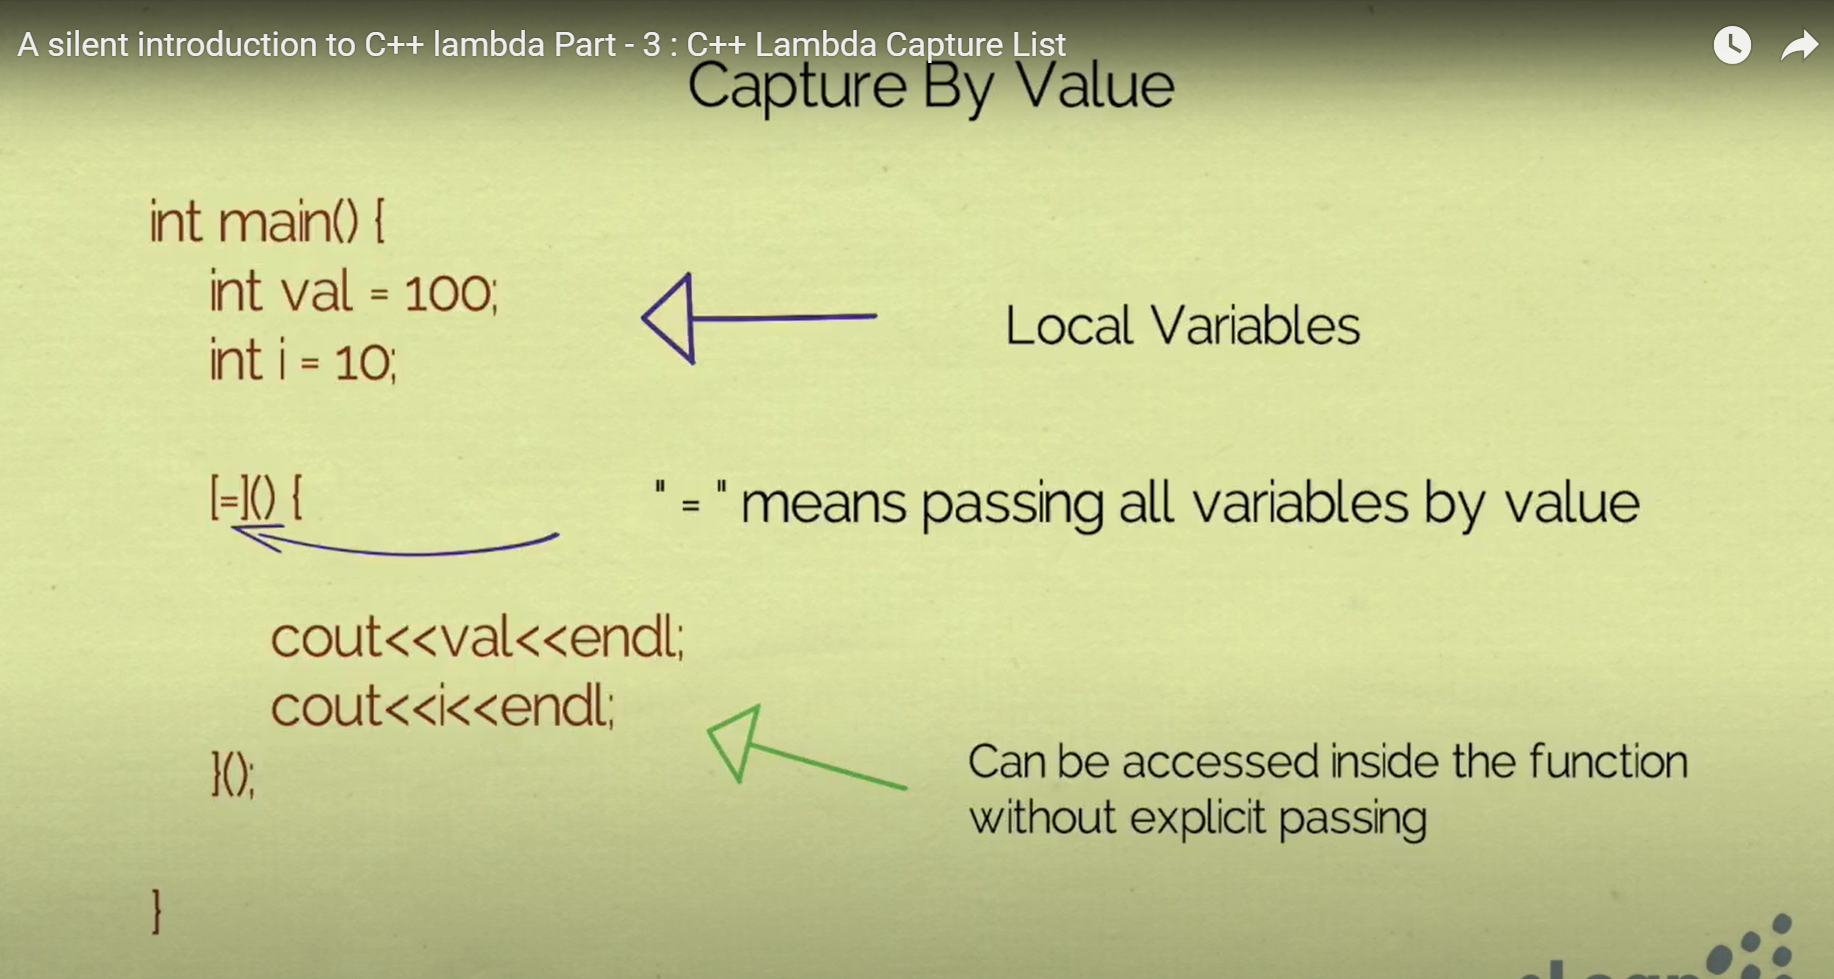 A silent introduction to C++ lambda Part - 3 : C++ Lambda Capture List
Capture By Value
int main() {
int val = 100;
int i = 10;
Local Variables
[=]() {
" = " means passing all variables by value
cout<<val<<endl;
cout<<i<<endl;
}();
Can be accessed inside the function
without explicit passing
}